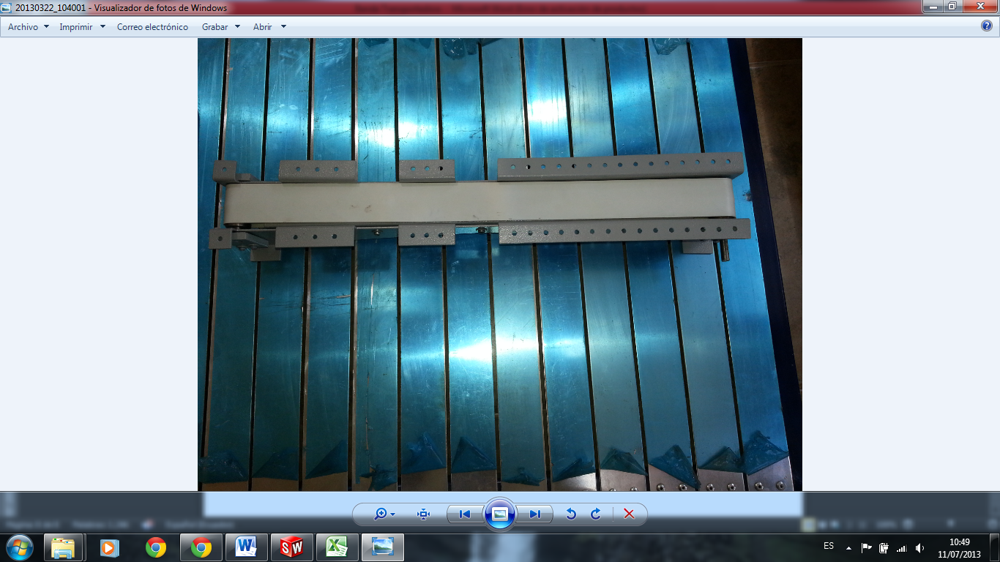 20130322_104001 - Visualizador de fotos de Windows
Archivo Imprimir Correo electrónico Grabar Abrir
ES
10:49
11/07/2013